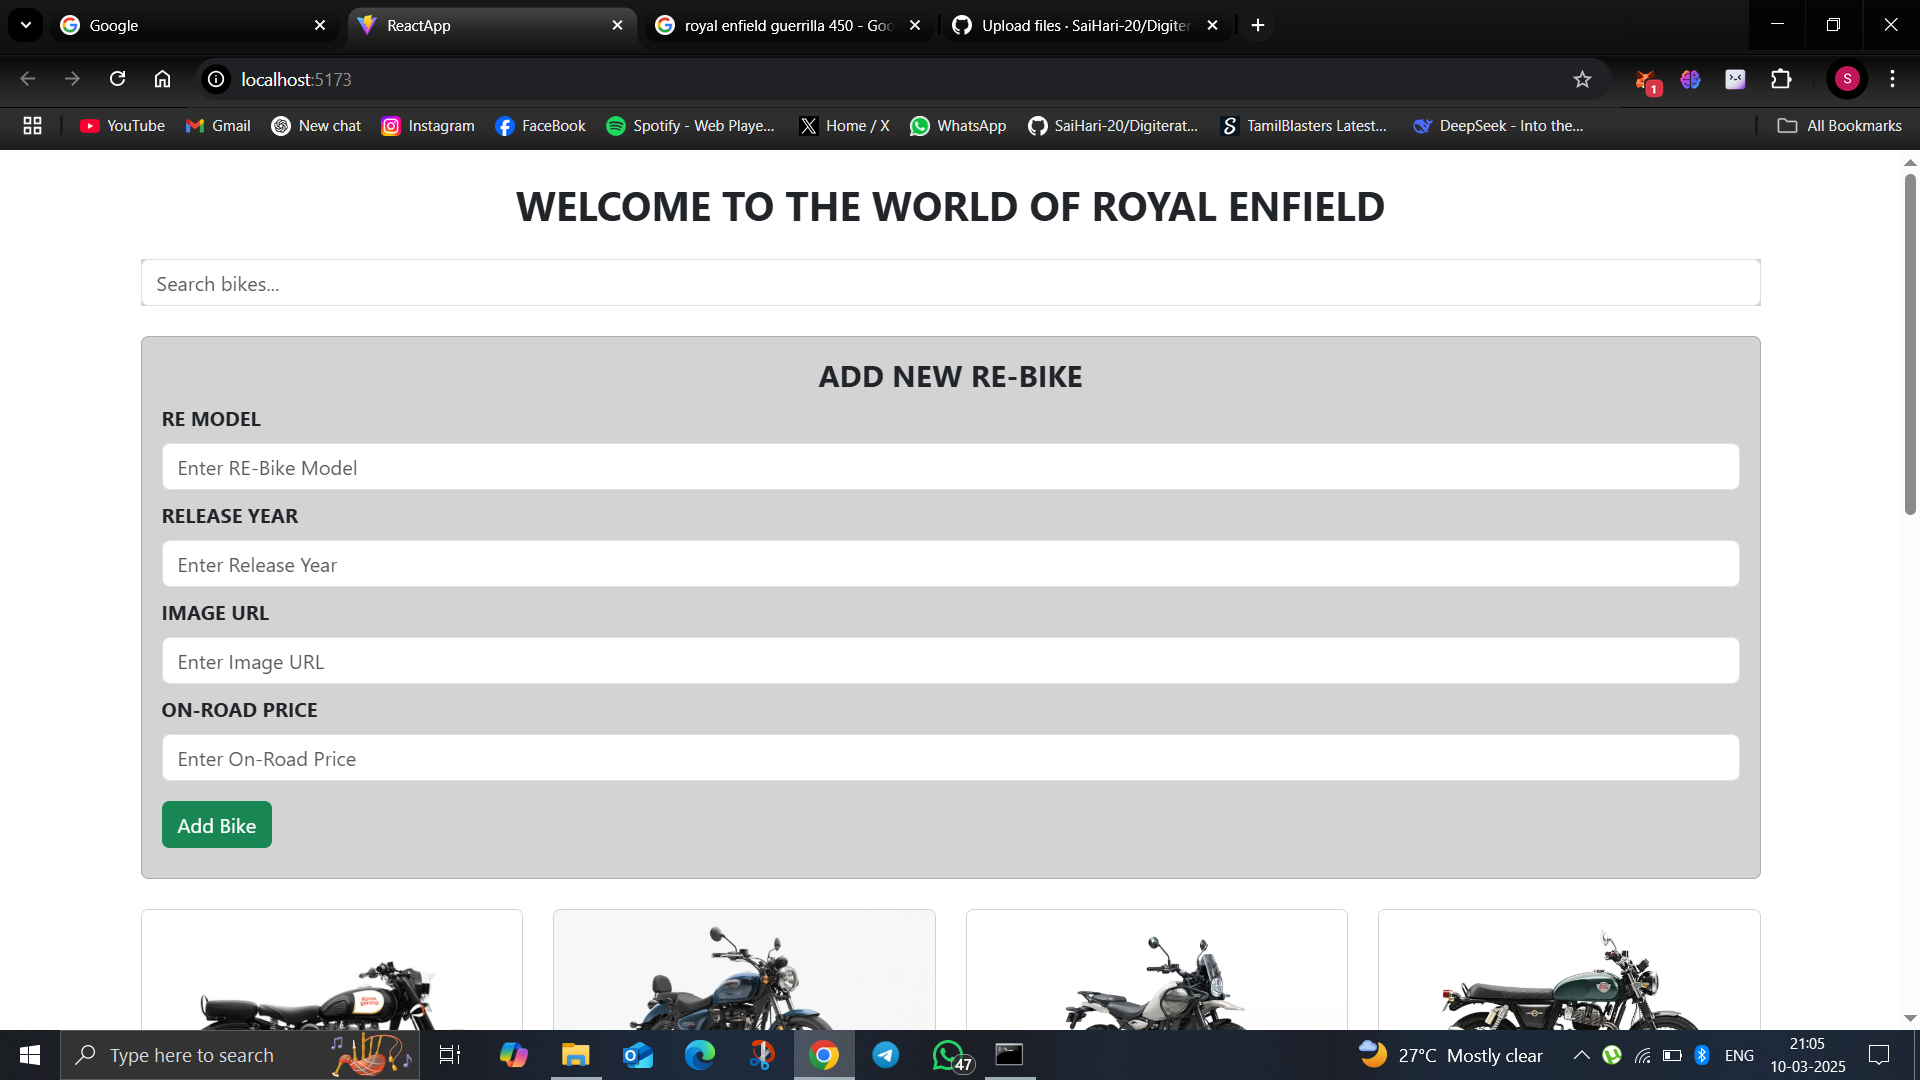 Google
ReactApp
royal enfield guerrilla 450 - Goo
Upload files · SaiHari-20/Digiter
localhost:5173
1
S
YouTube
Gmail
New chat
Instagram
FaceBook
Spotify - Web Playe...
Home / X
WhatsApp
SaiHari-20/Digiterat...
TamilBlasters Latest...
DeepSeek - Into the...
All Bookmarks
WELCOME TO THE WORLD OF ROYAL ENFIELD
Search bikes...
ADD NEW RE-BIKE
RE MODEL
Enter RE-Bike Model
RELEASE YEAR
Enter Release Year
IMAGE URL
Enter Image URL
ON-ROAD PRICE
Enter On-Road Price
Add Bike
ROYAL
ENFIELD
Type here to search
47
27°C Mostly clear
ENG
21:05
10-03-2025